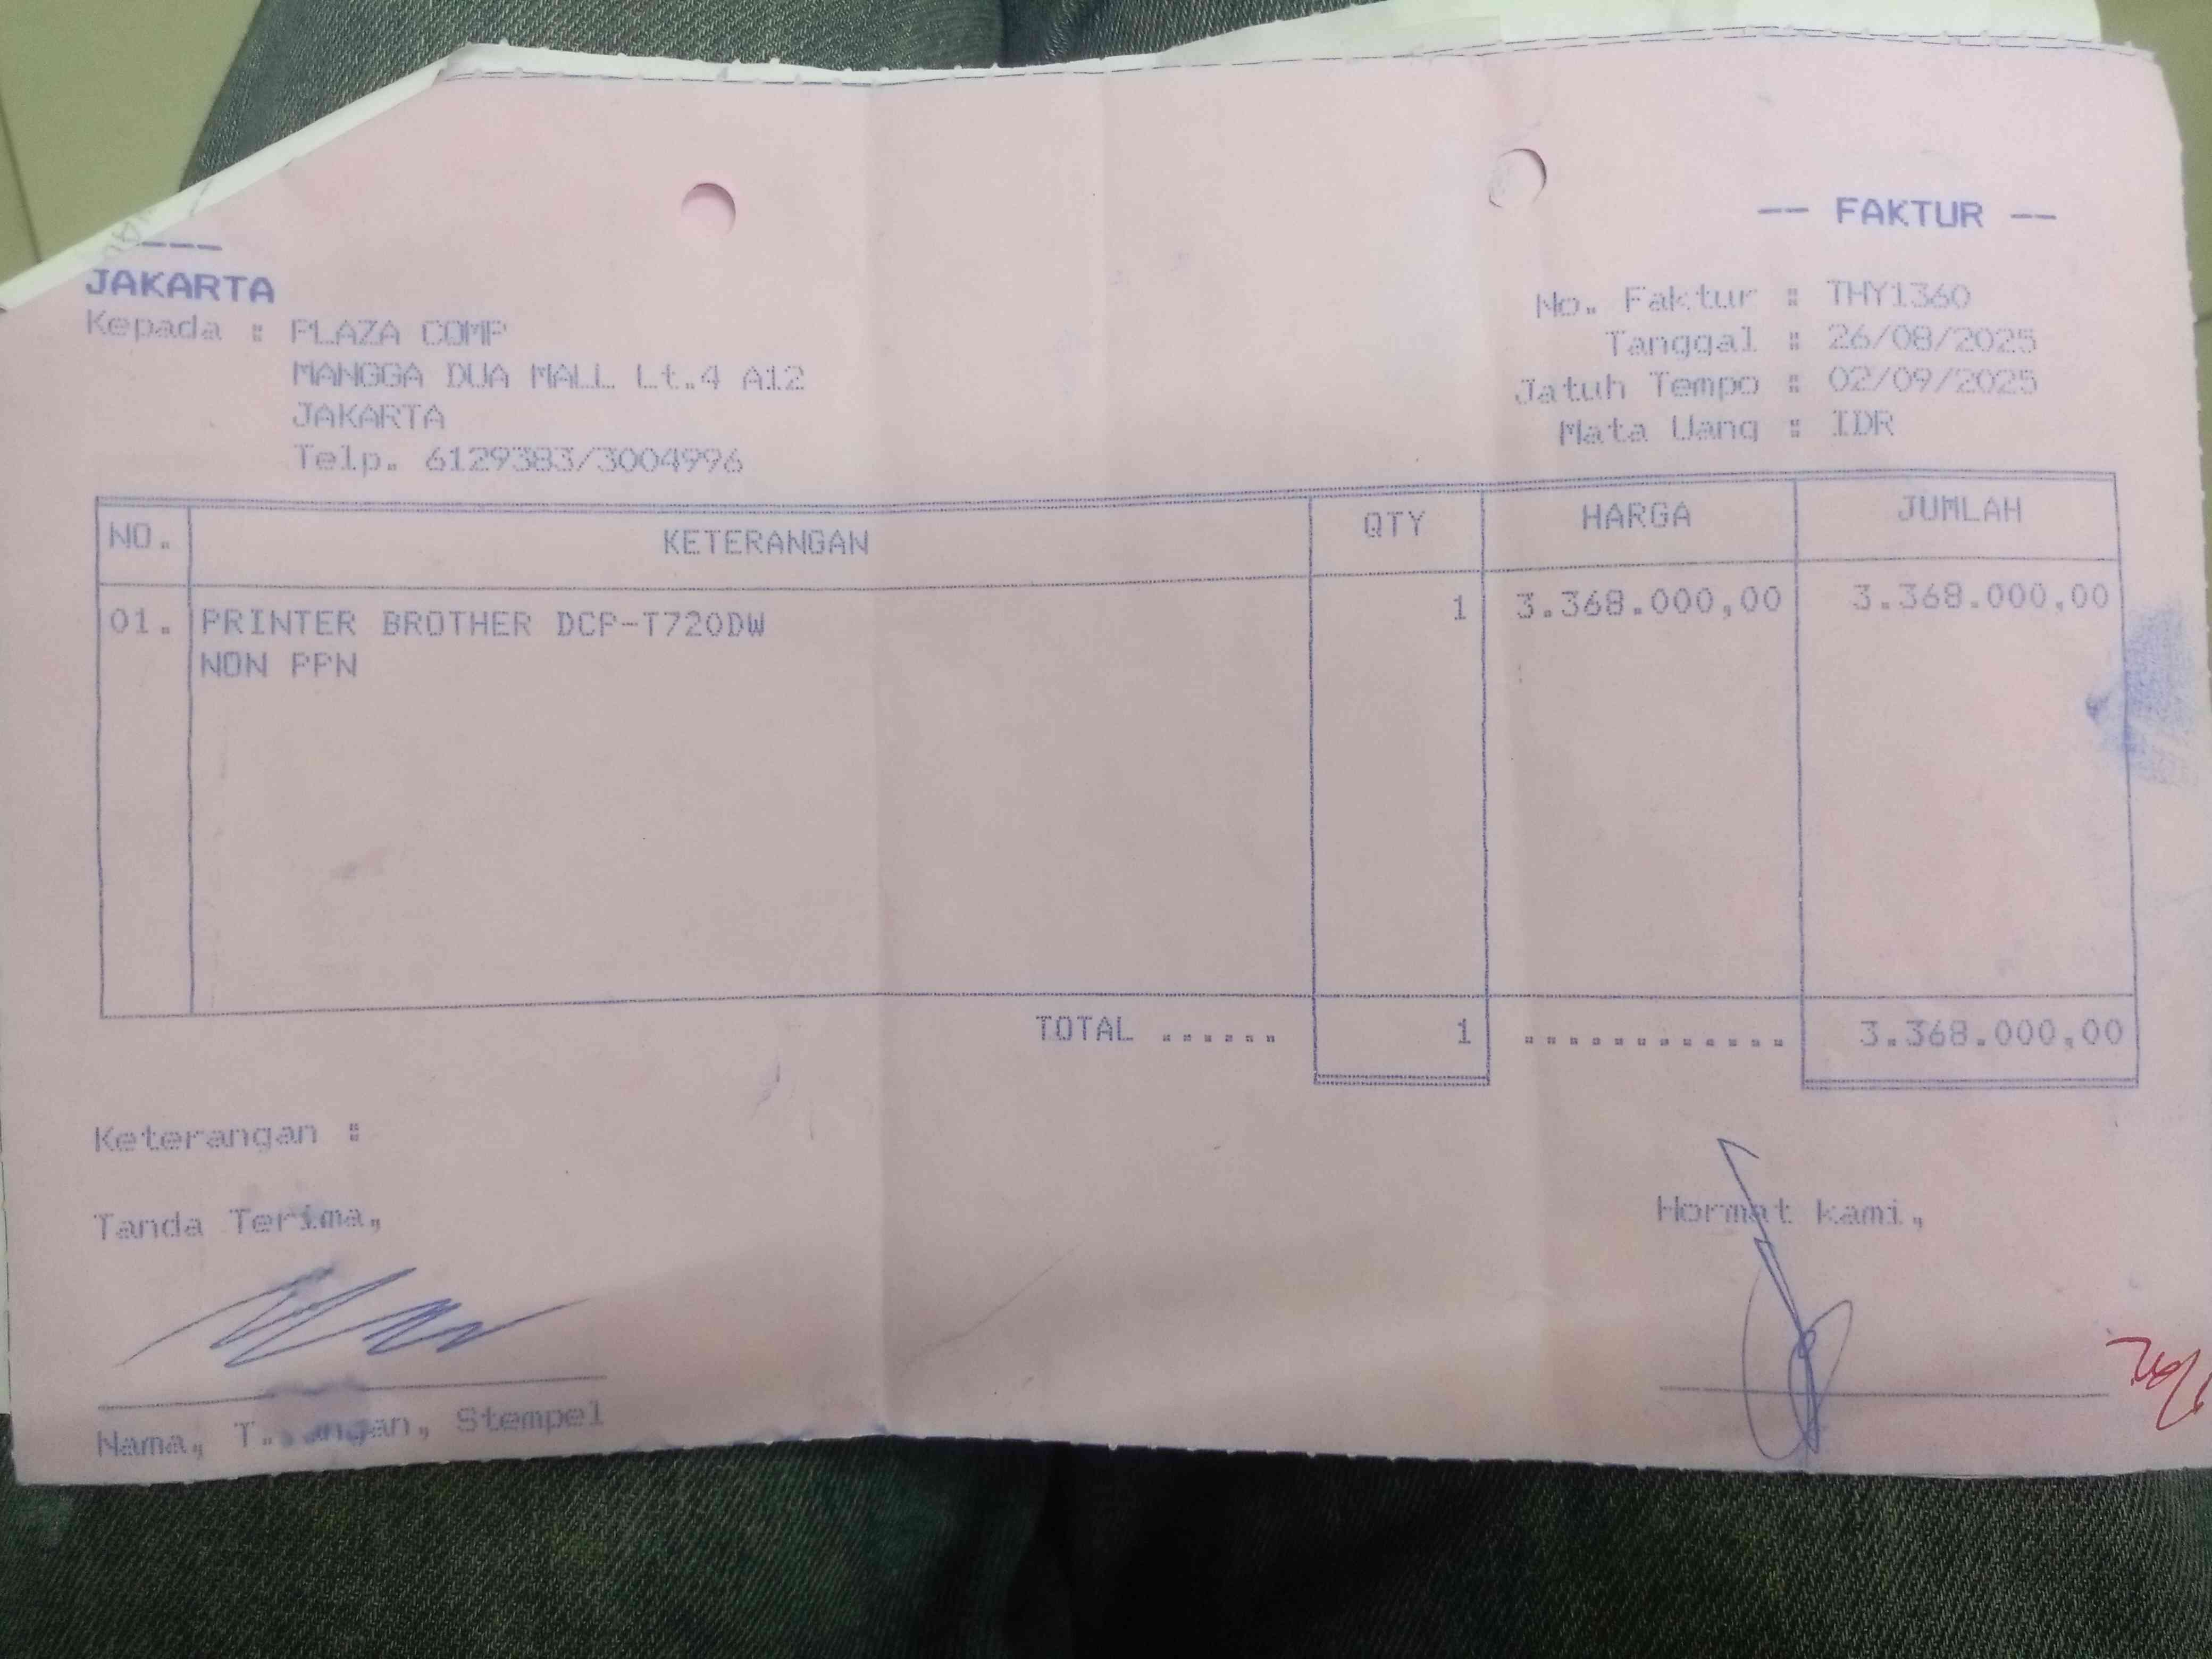 -- FAKTUR --
JAKARTA
Kepada : PLAZA COMP
MANGGA DUA MALL Lt.4 A12
JAKARTA
Telp. 6129383/3004996
No. Faktur : THY1360
Tanggal : 26/08/2025
Jatuh Tempo : 02/09/2025
Mata Uang : IDR
NO. KETERANGAN QTY HARGA JUMLAH
01. PRINTER BROTHER DCP-T720DW 1 3.368.000,00 3.368.000,00
NON PPN
TOTAL ...... 1 ............ 3.368.000,00
Keterangan :
Tanda Terima,
Hormat kami,
Nama, Stempel